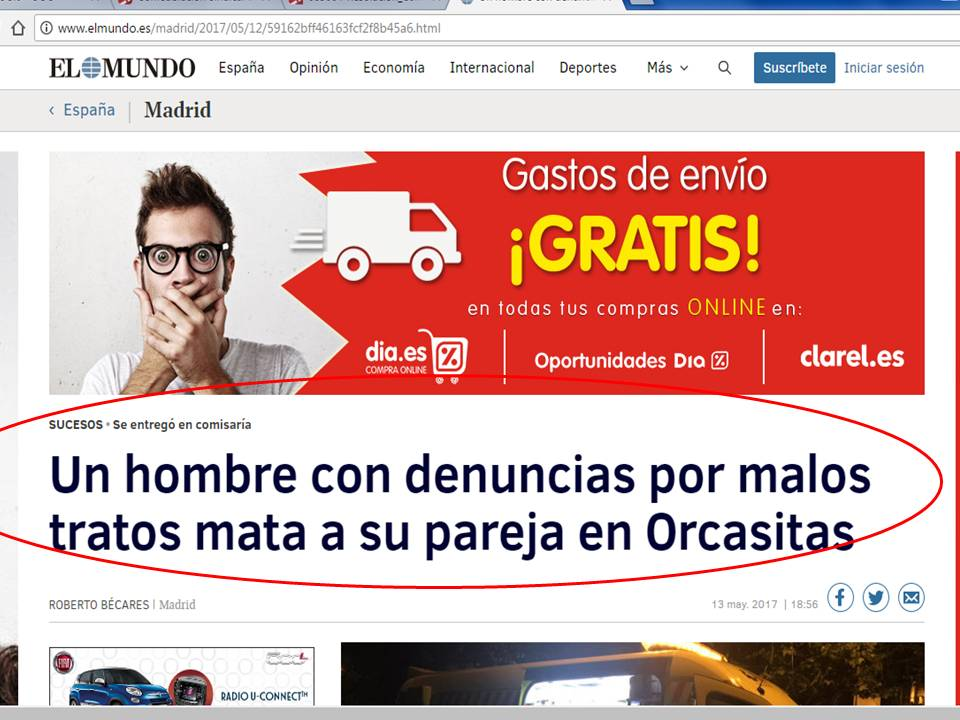 www.elmundo.es/madrid/2017/05/12/59162bff46163fcf2f8b45a6.html
EL MUNDO España Opinión Economía Internacional Deportes Más Suscríbete Iniciar sesión
‹ España | Madrid
Gastos de envío
¡GRATIS!
en todas tus compras ONLINE en:
dia.es
COMPRA ONLINE
Oportunidades DIA
clarel.es
SUCESOS • Se entregó en comisaría
Un hombre con denuncias por malos
tratos mata a su pareja en Orcasitas
ROBERTO BÉCARES | Madrid
13 may. 2017 | 18:56
FIAT
500L
RADIO U-CONNECT™